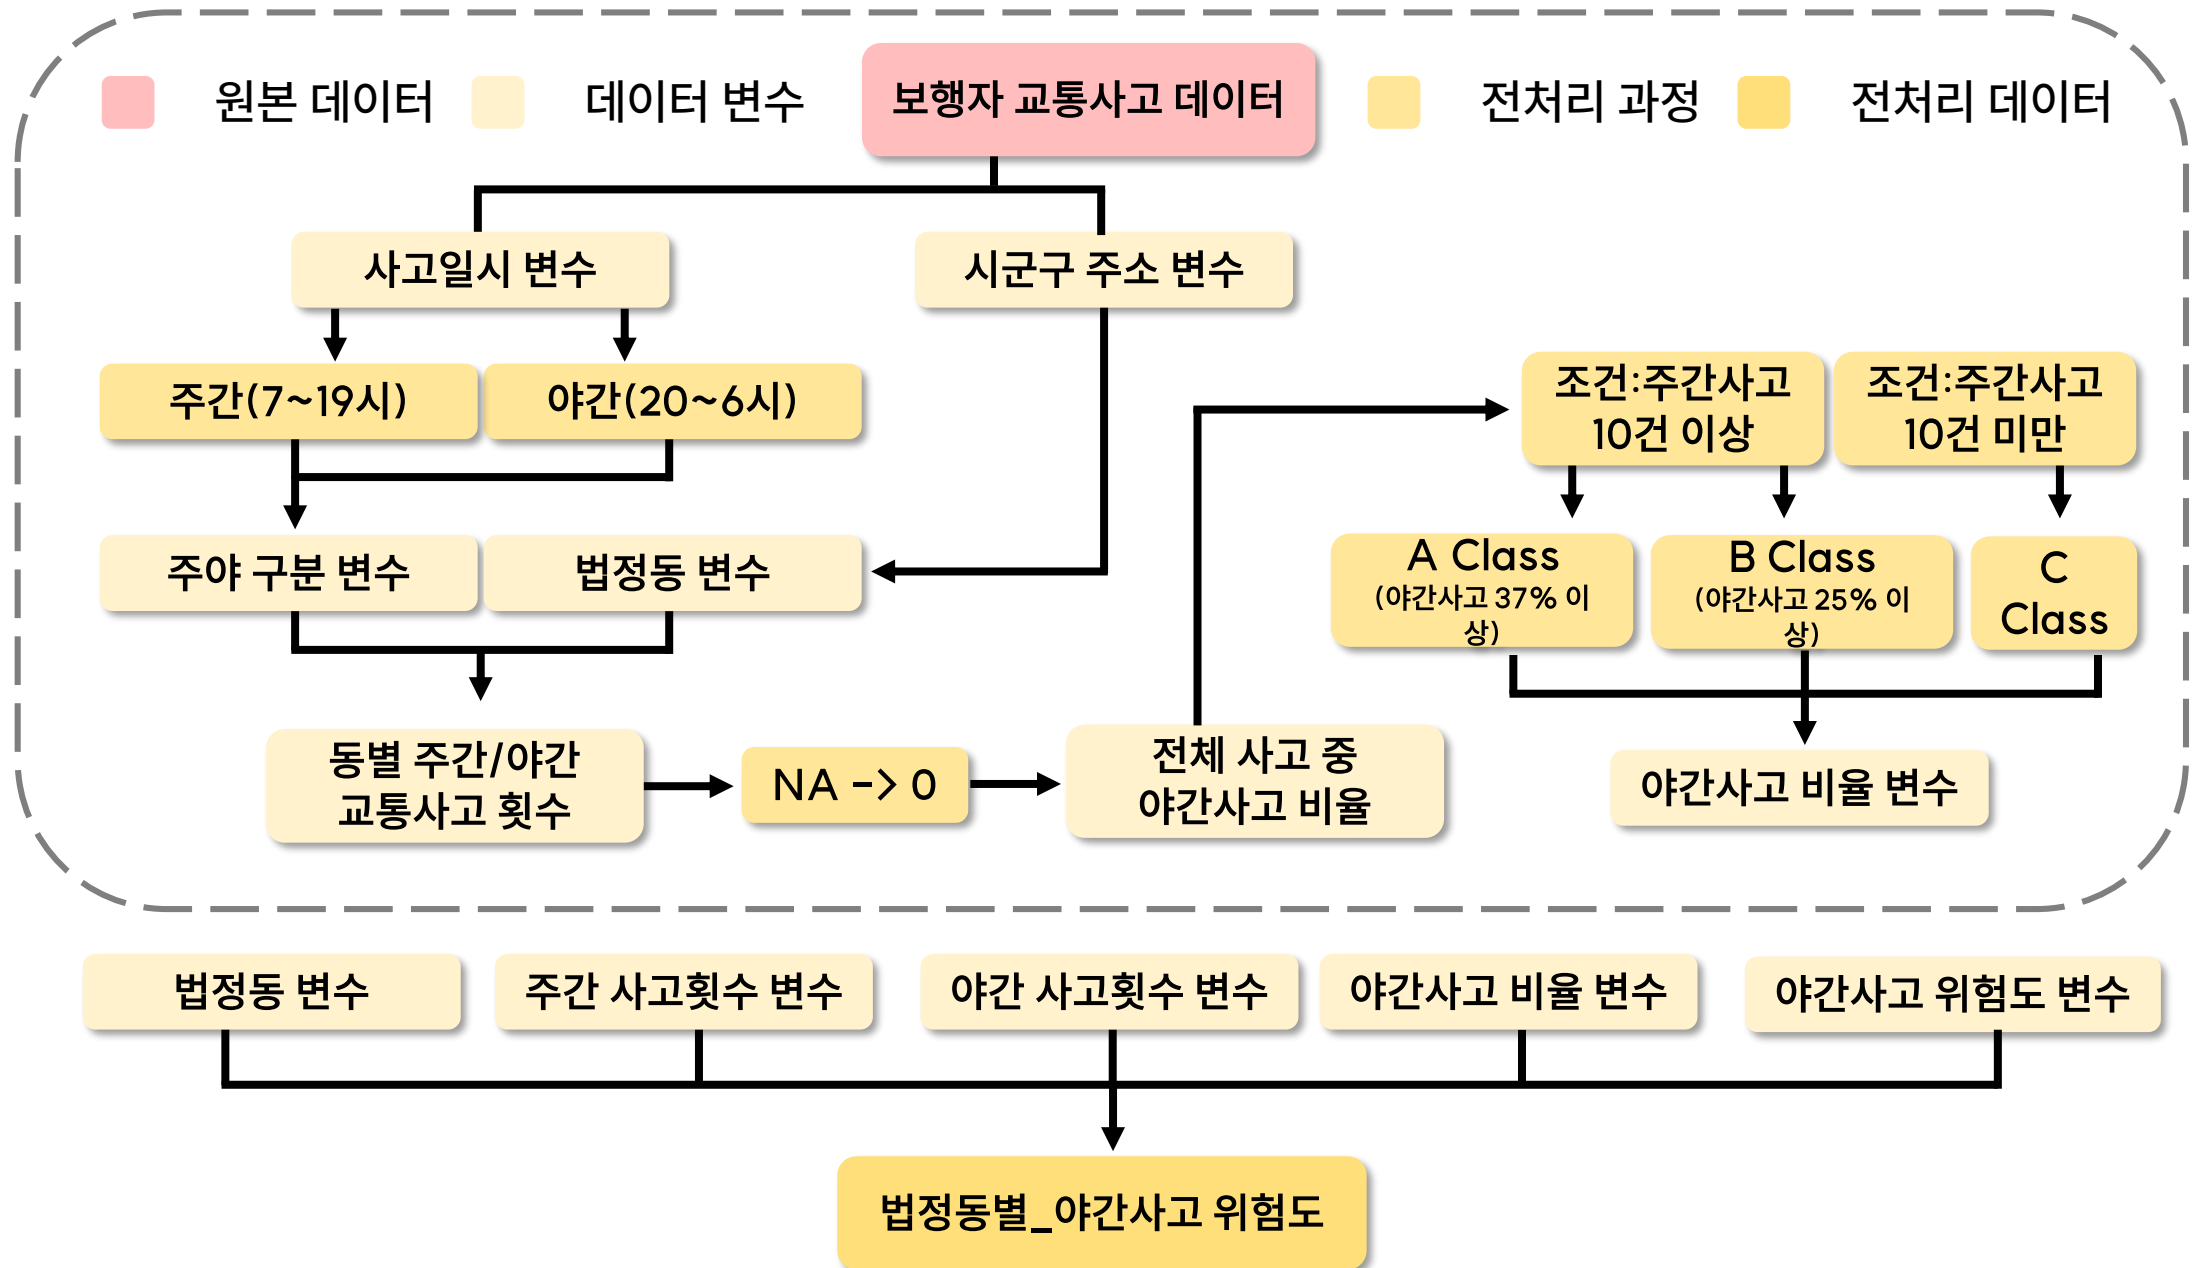 원본 데이터
데이터 변수
보행자 교통사고 데이터
전처리 과정
전처리 데이터
사고일시 변수
시군구 주소 변수
주간(7~19시)
야간(20~6시)
조건:주간사고
10건 이상
조건:주간사고
10건 미만
주야 구분 변수
법정동 변수
A Class
(야간사고 37% 이
상)
B Class
(야간사고 25% 이
상)
C
Class
동별 주간/야간
교통사고 횟수
NA -> 0
전체 사고 중
야간사고 비율
야간사고 비율 변수
법정동 변수
주간 사고횟수 변수
야간 사고횟수 변수
야간사고 비율 변수
야간사고 위험도 변수
법정동별_야간사고 위험도